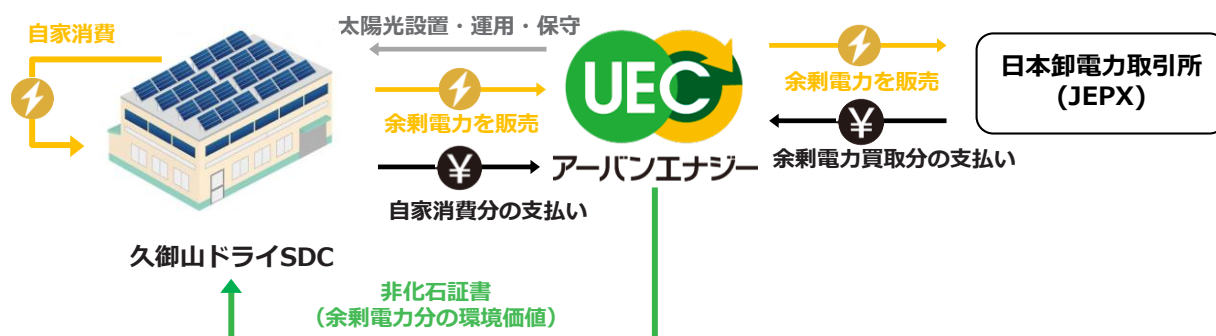 自家消費
太陽光設置・運用・保守
余剰電力を販売
¥
自家消費分の支払い
久御山ドライSDC
UEC
アーバンエナジー
余剰電力を販売
¥
余剰電力買取分の支払い
日本卸電力取引所
(JEPX)
非化石証書
（余剰電力分の環境価値）